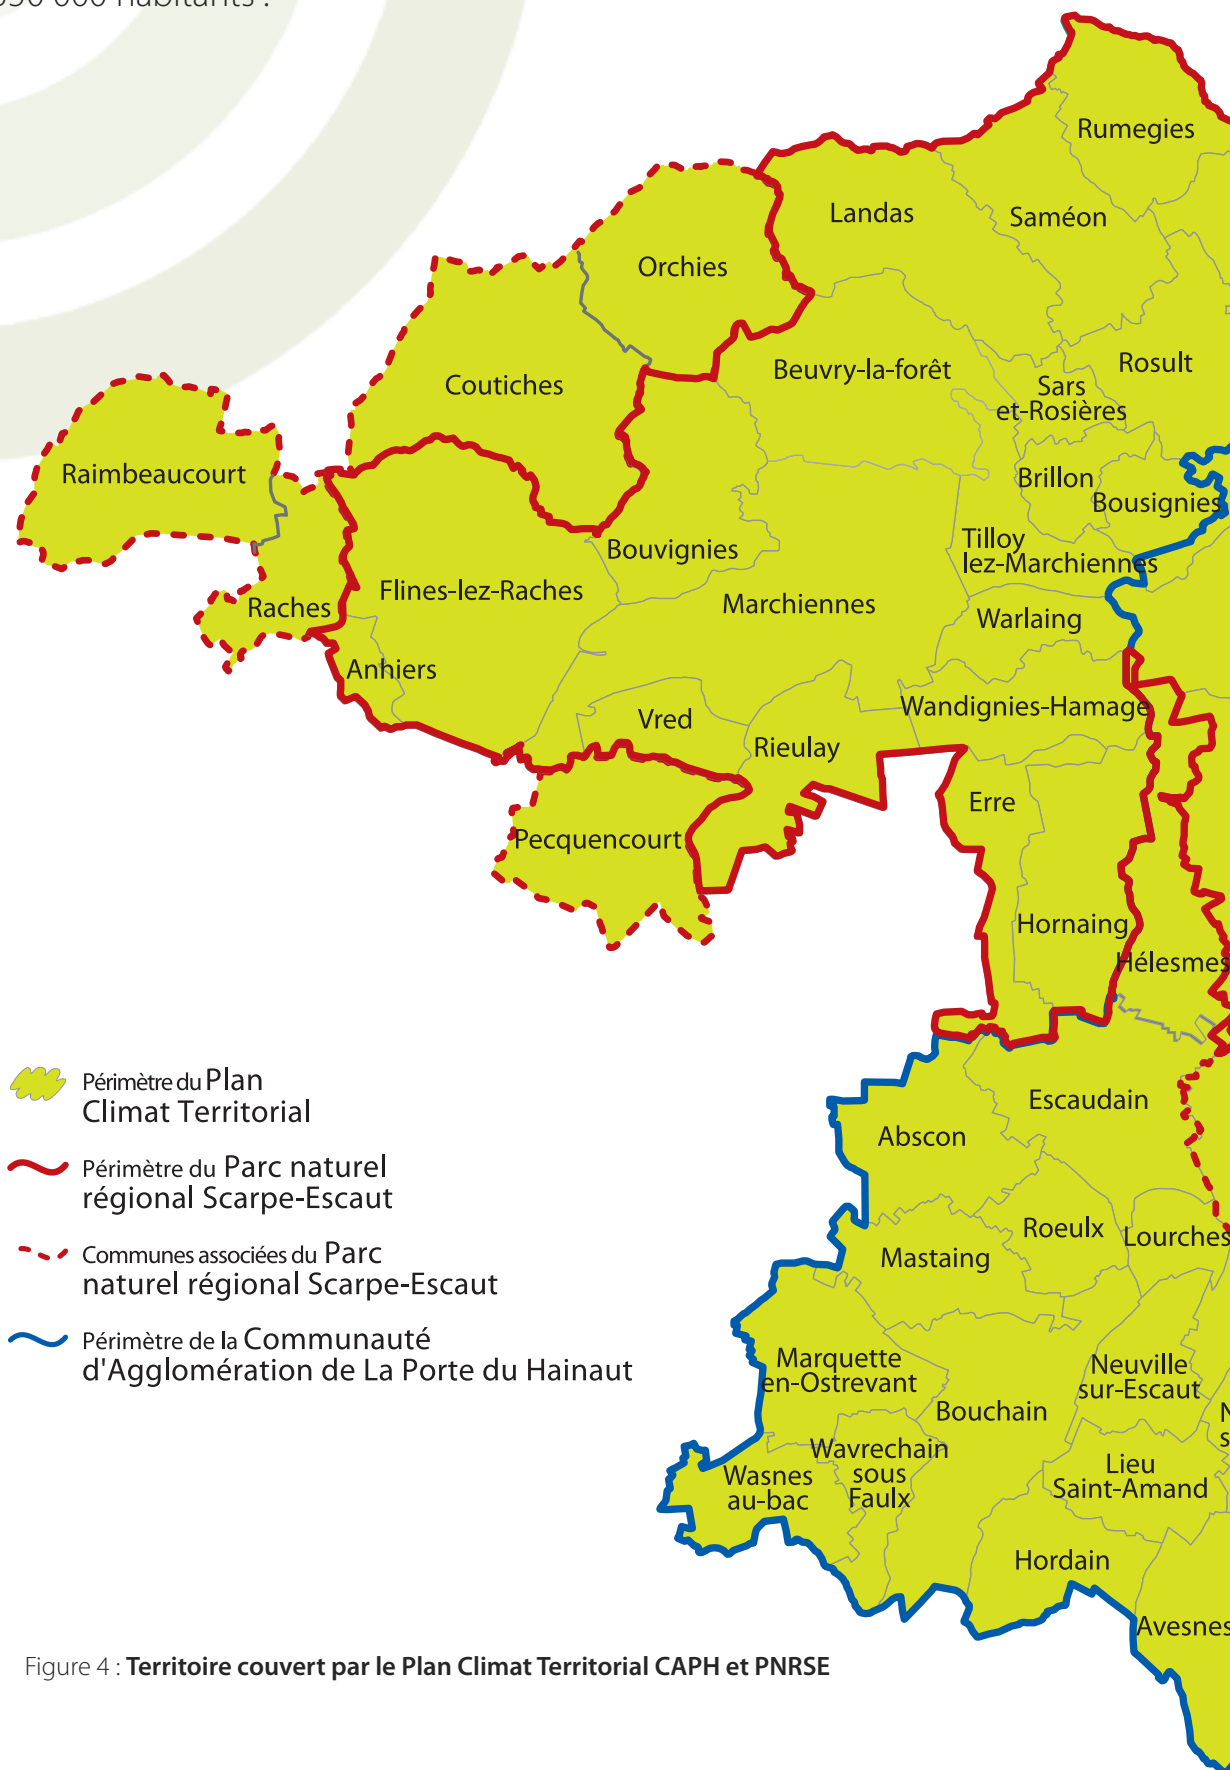 350 000 habitants :
Rumegies
Landas
Saméon
Orchies
Rosult
Beuvry-la-forêt
Coutiches
Sars
et-Rosières
Raimbeaucourt
Brillon
Bousignies
Tilloy
lez-Marchiennes
Bouvignies
Flines-lez-Raches
Marchiennes
Raches
Warlaing
Anhiers
Wandignies-Hamage
Vred
Rieulay
Erre
Pecquencourt
Hornaing
Hélesmes
Périmètre du Plan
Climat Territorial
Périmètre du Parc naturel
régional Scarpe-Escaut
Communes associées du Parc
naturel régional Scarpe-Escaut
Périmètre de la Communauté
d'Agglomération de La Porte du Hainaut
Escaudain
Abscon
Roeulx
Lourches
Mastaing
Marquette
en-Ostrevant
Neuville
sur-Escaut
Bouchain
Wavrechain
sous
Faulx
Lieu
Saint-Amand
Wasnes
au-bac
Hordain
Avesnes
Figure 4 : Territoire couvert par le Plan Climat Territorial CAPH et PNRSE